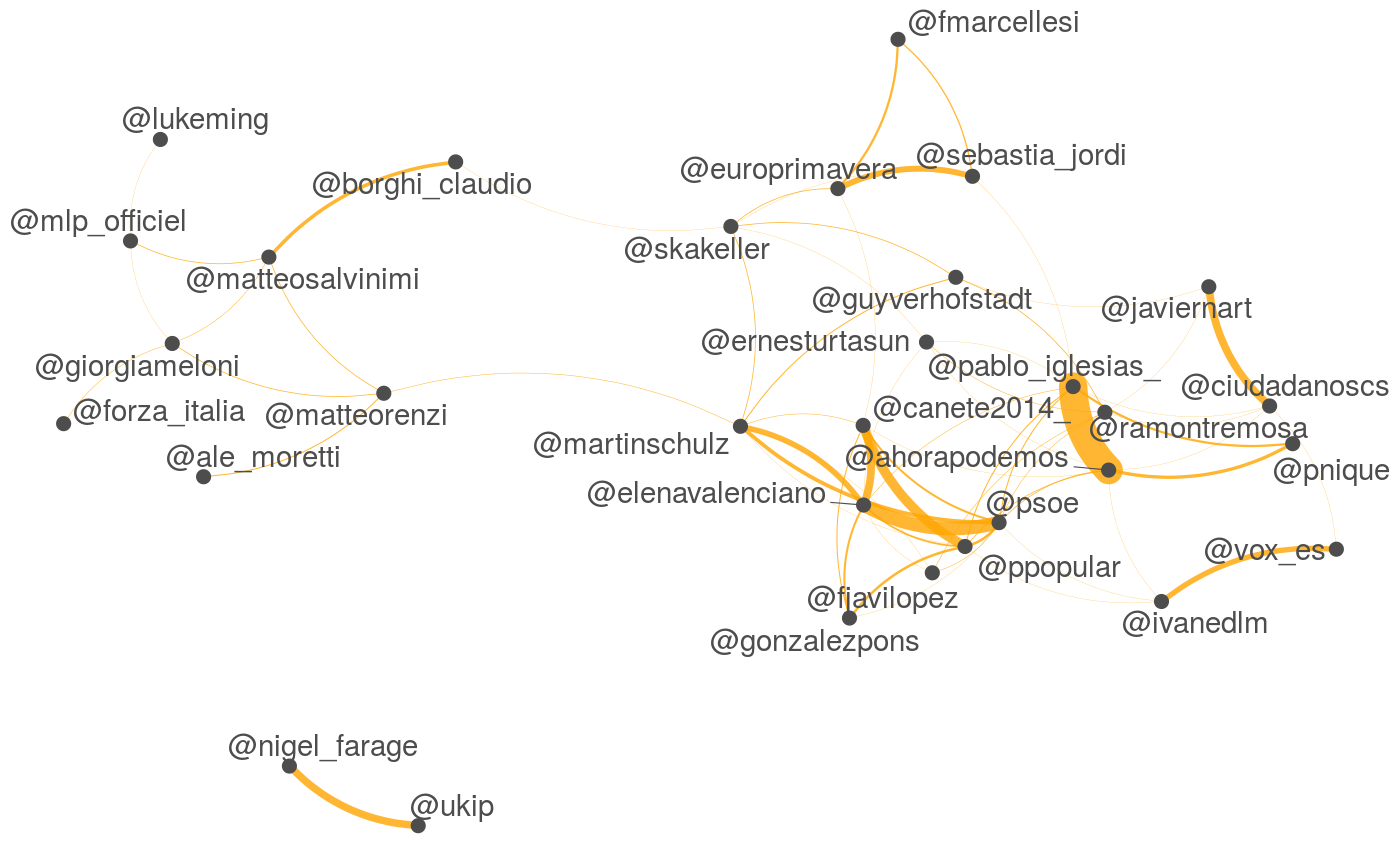 @fmarcellesi
@lukeming
@sebastia_jordi
@europrimavera
@borghi_claudio
@mlp_officiel
@skakeller
@matteosalvinimi
@guyverhofstadt
@javiernart
@ernesturtasun
@giorgiameloni
@pablo_iglesias_
@ciudadanoscs
@forza_italia
@matteorenzi
@canete2014_
@ramontremosa
@martinschulz
@ale_moretti
@ahorapodemos
@pnique
@elenavalenciano
@psoe
@vox_es
@ppopular
@fjavilopez
@ivanedlm
@gonzalezpons
@nigel_farage
@ukip